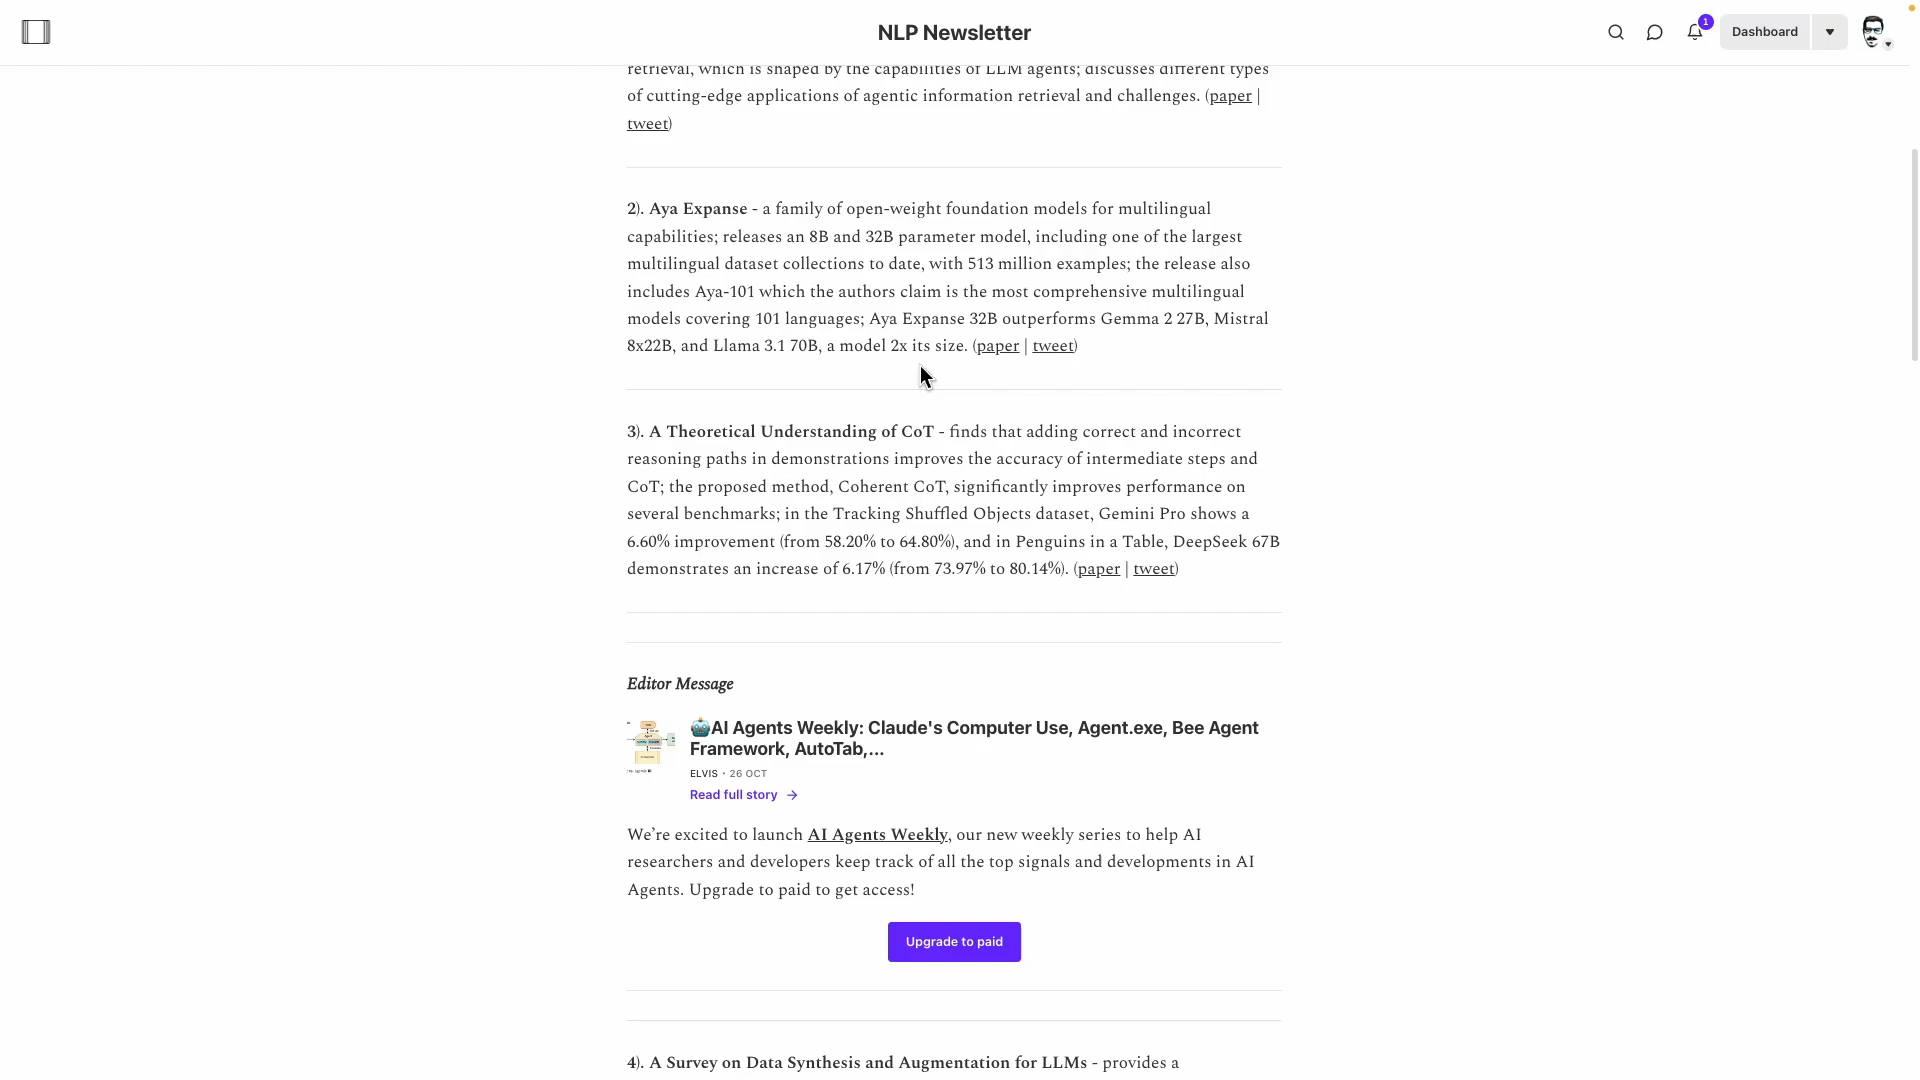 NLP Newsletter
1
Dashboard
retrieval, which is shaped by the capabilities of LLM agents; discusses different types
of cutting-edge applications of agentic information retrieval and challenges. (paper |
tweet)
2). Aya Expanse - a family of open-weight foundation models for multilingual
capabilities; releases an 8B and 32B parameter model, including one of the largest
multilingual dataset collections to date, with 513 million examples; the release also
includes Aya-101 which the authors claim is the most comprehensive multilingual
models covering 101 languages; Aya Expanse 32B outperforms Gemma 2 27B, Mistral
8x22B, and Llama 3.1 70B, a model 2x its size. (paper | tweet)
3). A Theoretical Understanding of CoT - finds that adding correct and incorrect
reasoning paths in demonstrations improves the accuracy of intermediate steps and
CoT; the proposed method, Coherent CoT, significantly improves performance on
several benchmarks; in the Tracking Shuffled Objects dataset, Gemini Pro shows a
6.60% improvement (from 58.20% to 64.80%), and in Penguins in a Table, DeepSeek 67B
demonstrates an increase of 6.17% (from 73.97% to 80.14%). (paper | tweet)
Editor Message
🤖AI Agents Weekly: Claude's Computer Use, Agent.exe, Bee Agent
Framework, AutoTab,...
ELVIS · 26 OCT
Read full story →
We’re excited to launch AI Agents Weekly, our new weekly series to help AI
researchers and developers keep track of all the top signals and developments in AI
Agents. Upgrade to paid to get access!
Upgrade to paid
4). A Survey on Data Synthesis and Augmentation for LLMs - provides a